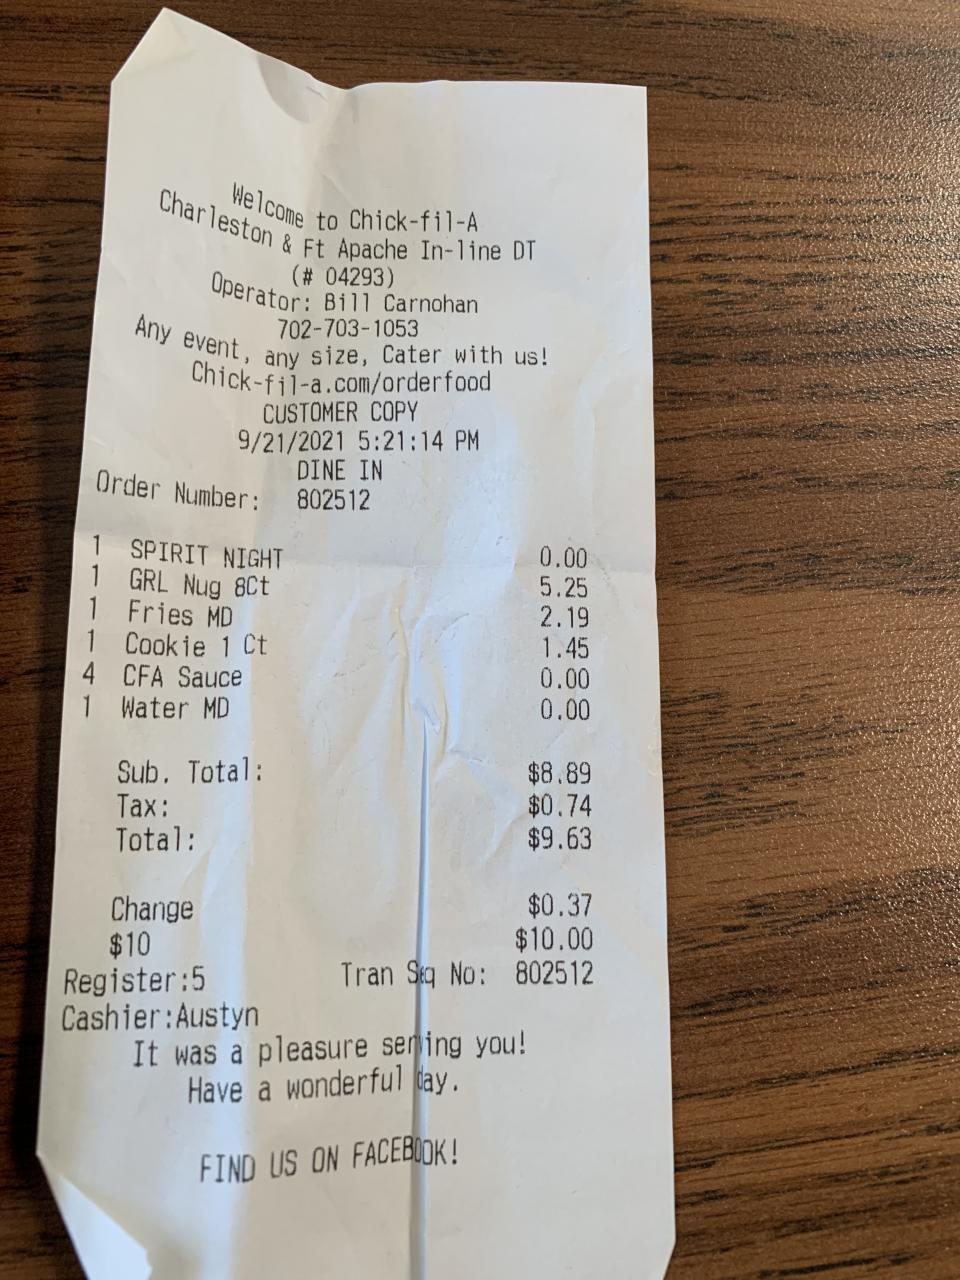 Welcome to Chick-fil-A
Charleston & Ft Apache In-line DT
(# 04293)
Operator: Bill Carnohan
702-703-1053
Any event, any size, Cater with us!
Chick-fil-a.com/orderfood
CUSTOMER COPY
9/21/2021 5:21:14 PM
DINE IN
Order Number: 802512
1 SPIRIT NIGHT 0.00
1 GRL Nug 8Ct 5.25
1 Fries MD 2.19
1 Cookie 1 Ct 1.45
4 CFA Sauce 0.00
1 Water MD 0.00
Sub. Total: $8.89
Tax: $0.74
Total: $9.63
Change $0.37
$10 $10.00
Register:5 Tran Seq No: 802512
Cashier:Austyn
It was a pleasure serving you!
Have a wonderful day.
FIND US ON FACEBOOK!